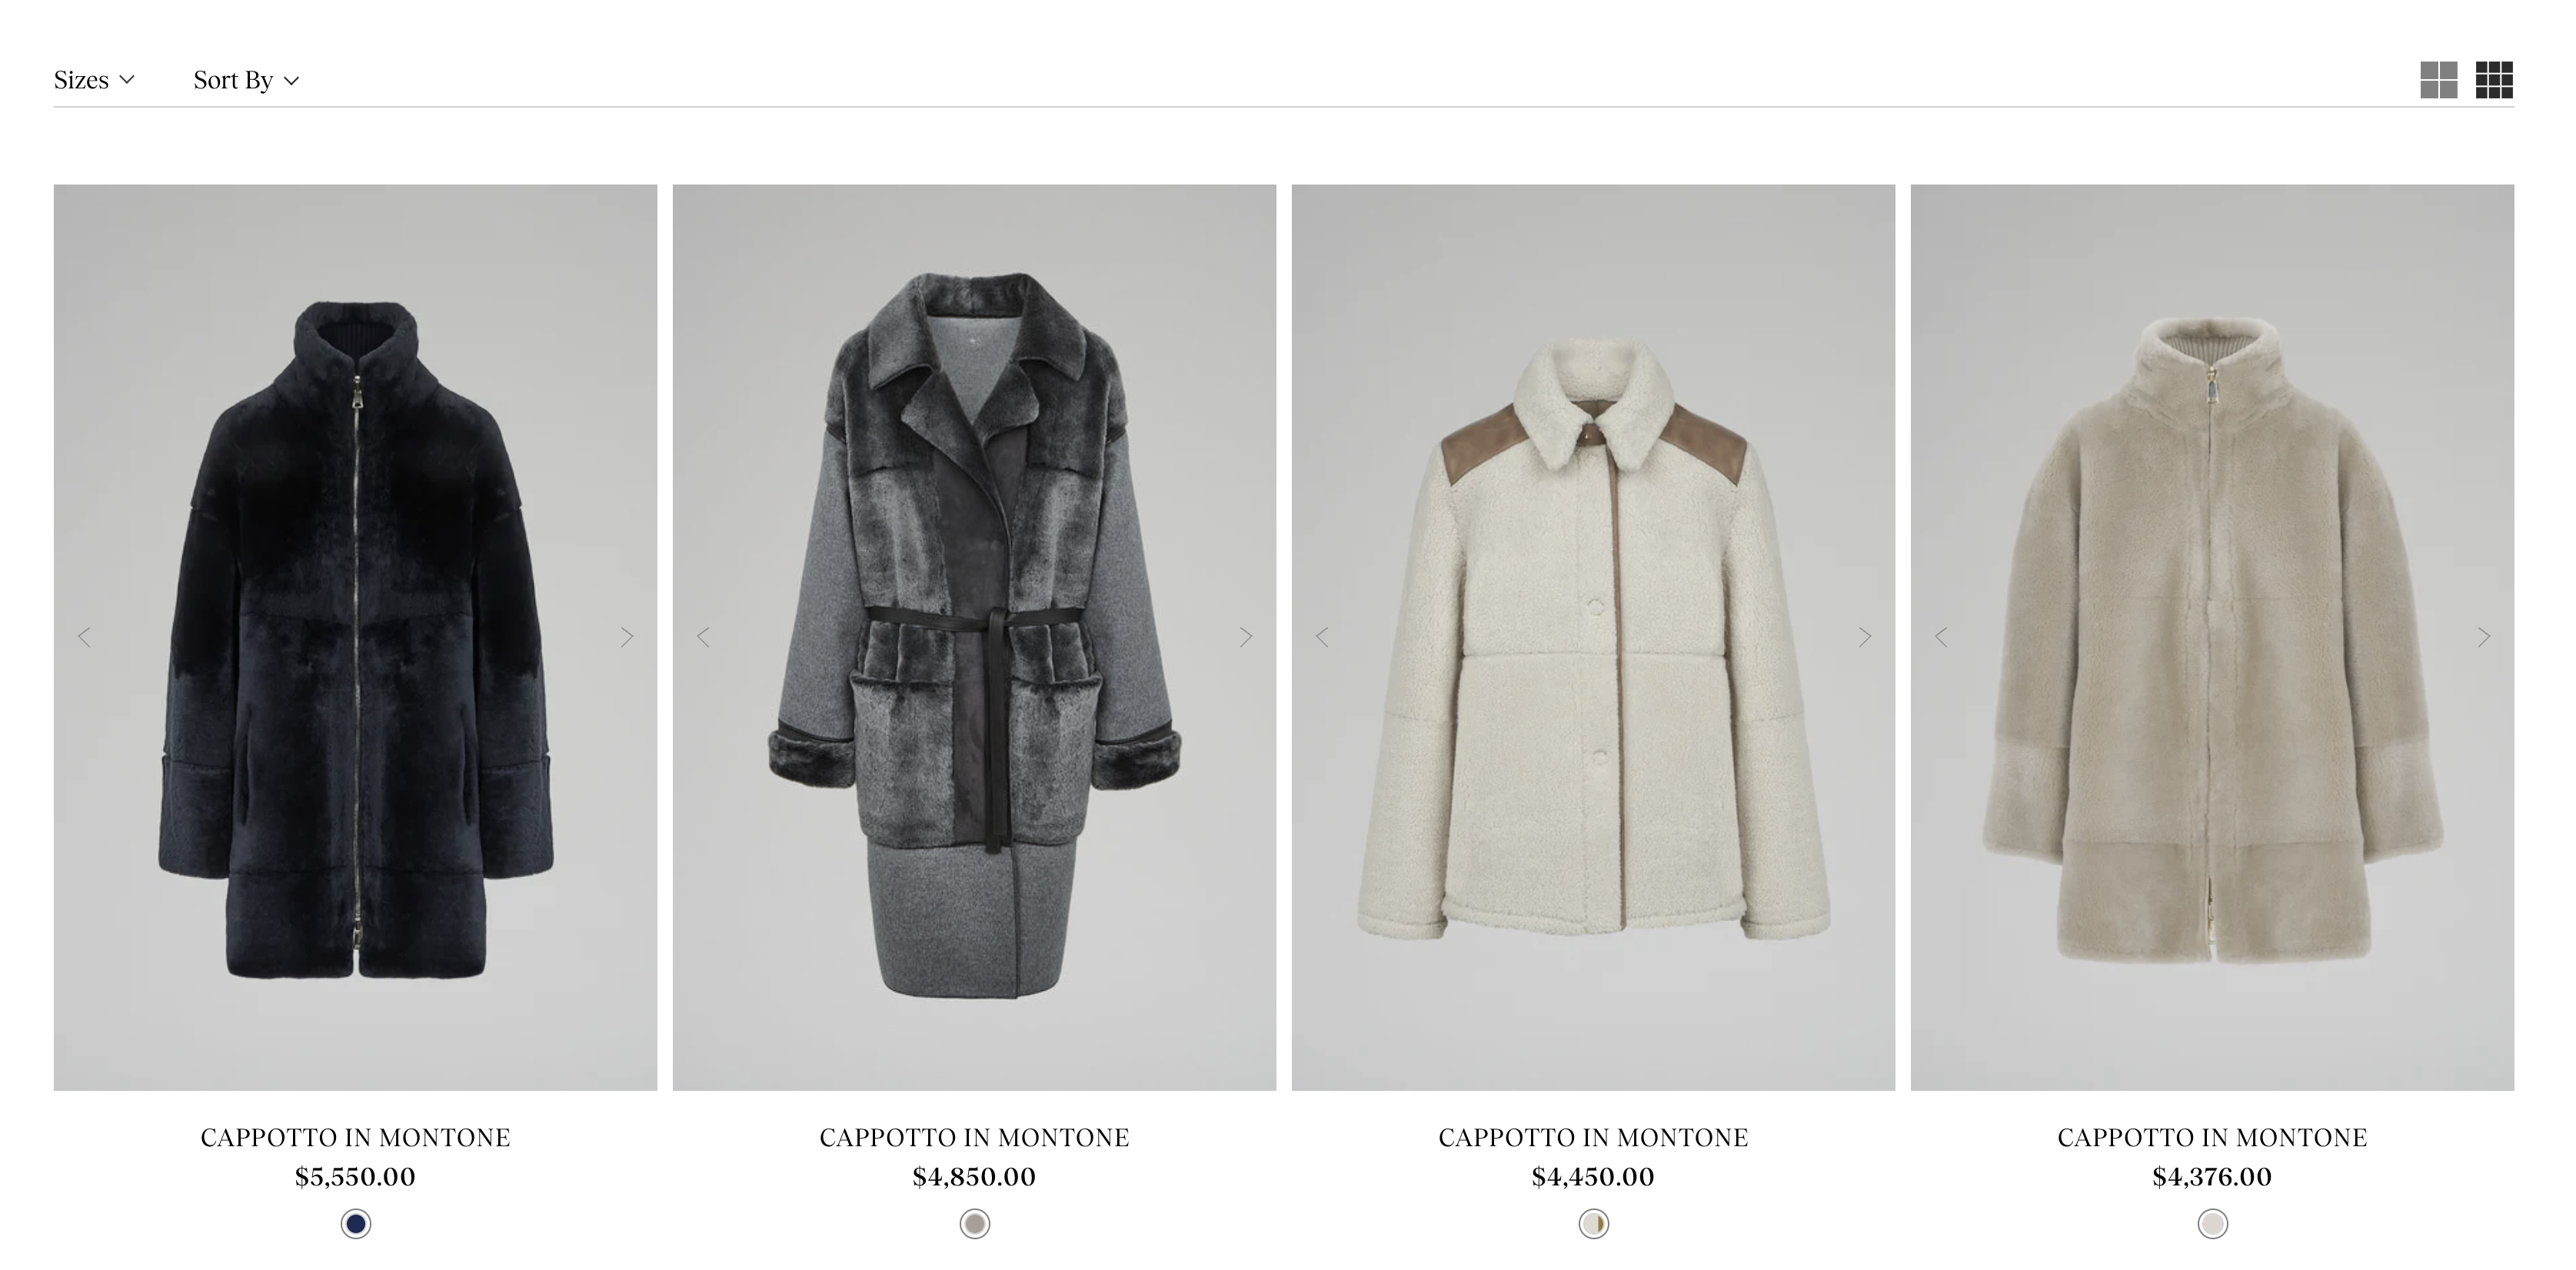 Sizes
Sort By
CAPPOTTO IN MONTONE
$5,550.00
CAPPOTTO IN MONTONE
$4,850.00
CAPPOTTO IN MONTONE
$4,450.00
CAPPOTTO IN MONTONE
$4,376.00